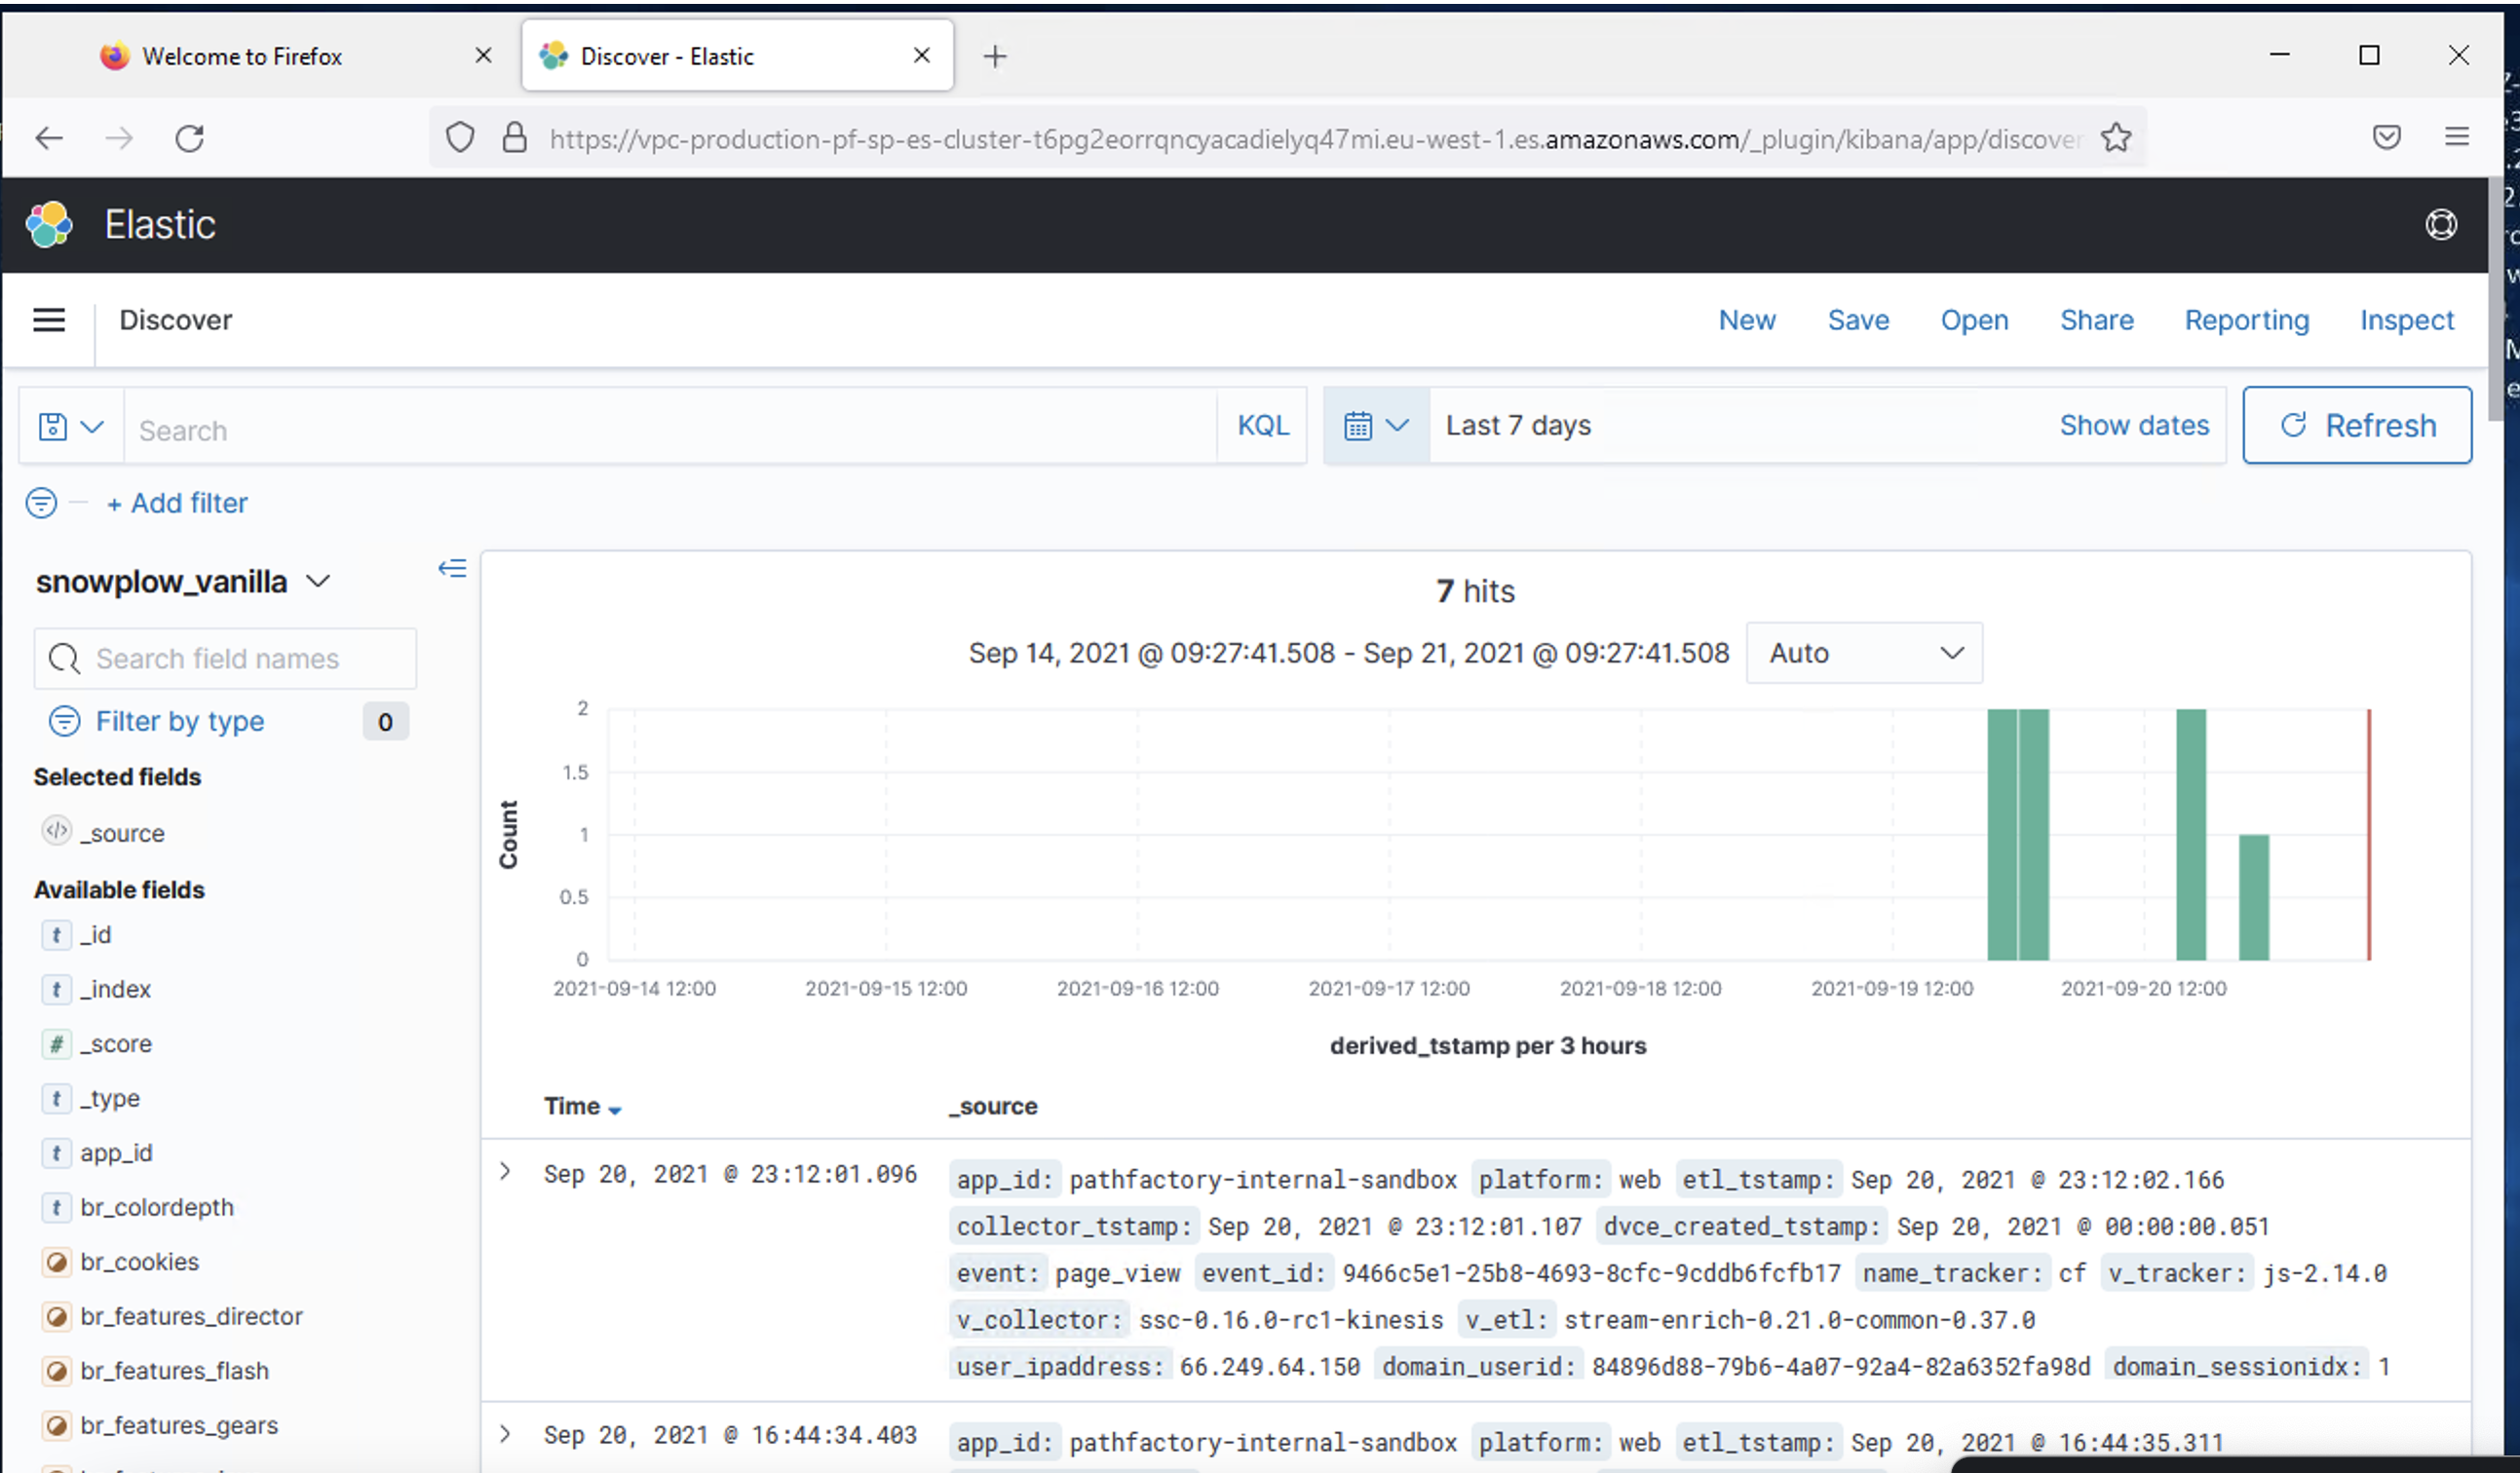 Welcome to Firefox
Discover - Elastic
https://vpc-production-pf-sp-es-cluster-t6pg2eorrqncyacadielyq47mi.eu-west-1.es.amazonaws.com/_plugin/kibana/app/discover
Elastic
Discover New Save Open Share Reporting Inspect
Search KQL Last 7 days Show dates Refresh
+ Add filter
snowplow_vanilla
Search field names
Filter by type 0
Selected fields
_source
Available fields
_id
_index
_score
_type
app_id
br_colordepth
br_cookies
br_features_director
br_features_flash
br_features_gears
7 hits
Sep 14, 2021 @ 09:27:41.508 - Sep 21, 2021 @ 09:27:41.508 Auto
2
1.5
1
0.5
0
Count
2021-09-14 12:00 2021-09-15 12:00 2021-09-16 12:00 2021-09-17 12:00 2021-09-18 12:00 2021-09-19 12:00 2021-09-20 12:00
derived_tstamp per 3 hours
Time _source
Sep 20, 2021 @ 23:12:01.096 app_id: pathfactory-internal-sandbox platform: web etl_tstamp: Sep 20, 2021 @ 23:12:02.166
collector_tstamp: Sep 20, 2021 @ 23:12:01.107 dvce_created_tstamp: Sep 20, 2021 @ 00:00:00.051
event: page_view event_id: 9466c5e1-25b8-4693-8cfc-9cddb6fcfb17 name_tracker: cf v_tracker: js-2.14.0
v_collector: ssc-0.16.0-rc1-kinesis v_etl: stream-enrich-0.21.0-common-0.37.0
user_ipaddress: 66.249.64.150 domain_userid: 84896d88-79b6-4a07-92a4-82a6352fa98d domain_sessionidx: 1
Sep 20, 2021 @ 16:44:34.403 app_id: pathfactory-internal-sandbox platform: web etl_tstamp: Sep 20, 2021 @ 16:44:35.311